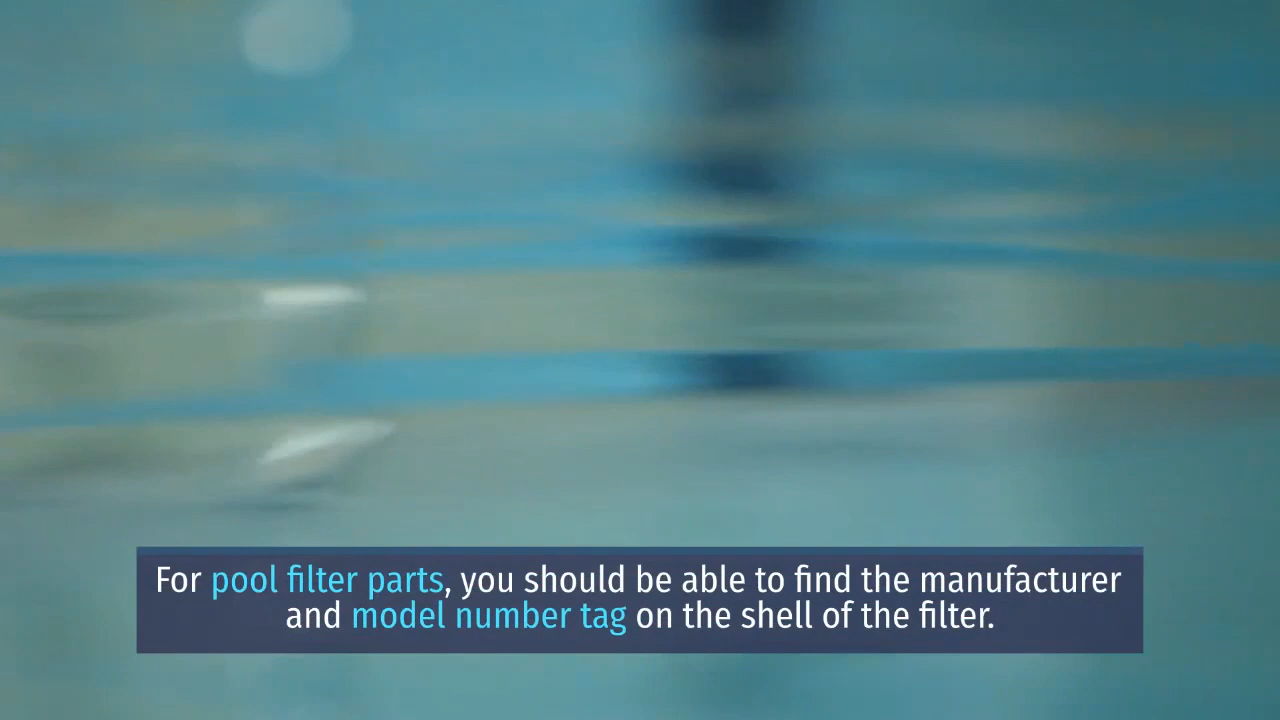 For pool filter parts, you should be able to find the manufacturer
and model number tag on the shell of the filter.